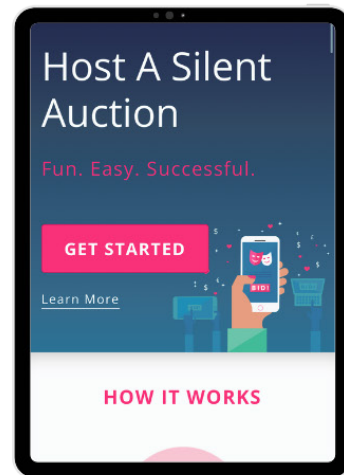 Host A Silent
Auction
Fun. Easy. Successful.
GET STARTED
Learn More
BID!
HOW IT WORKS